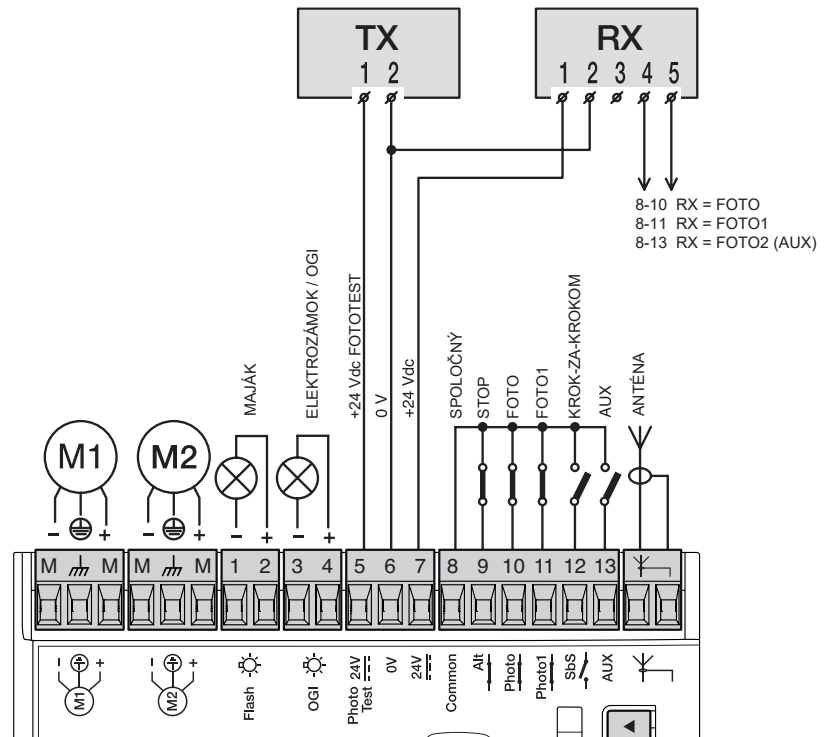 TX
1 2
RX
1 2 3 4 5
8-10 RX = FOTO
8-11 RX = FOTO1
8-13 RX = FOTO2 (AUX)
MAJÁK
ELEKTROZÁMOK / OGI
+24 Vdc FOTOTEST
0 V
+24 Vdc
SPOLOČNÝ
STOP
FOTO
FOTO1
KROK-ZA-KROKOM
AUX
ANTÉNA
M1
M2
- +
- +
- +
- +
M M M M 1 2 3 4 5 6 7 8 9 10 11 12 13
- +
M1
- +
M2
Flash
OGI
Photo 24V
Test
0V
24V
Common
Alt
Photo
Photo1
SbS
AUX